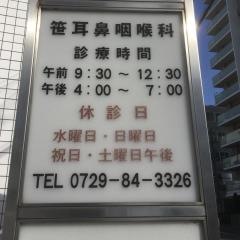 笹耳鼻咽喉科
診療時間
午前 9:30 〜 12:30
午後 4:00 〜 7:00
休診日
水曜日・日曜日
祝日・土曜日午後
TEL 0729-84-3326